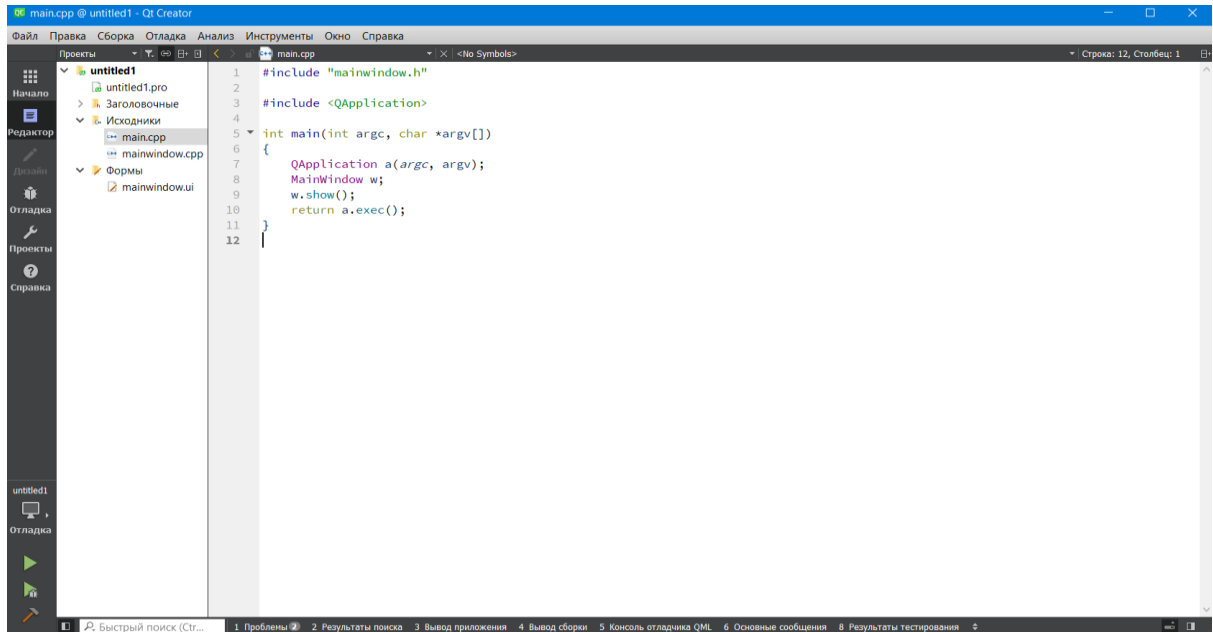 main.cpp @ untitled1 - Qt Creator
Файл Правка Сборка Отладка Анализ Инструменты Окно Справка
Проекты main.cpp <No Symbols> Строка: 12, Столбец: 1
Начало
Редактор
Дизайн
Отладка
Проекты
Справка
untitled1
Отладка
untitled1
untitled1.pro
Заголовочные
Исходники
main.cpp
mainwindow.cpp
Формы
mainwindow.ui
1 #include "mainwindow.h"
2
3 #include <QApplication>
4
5 int main(int argc, char *argv[])
6 {
7 QApplication a(argc, argv);
8 MainWindow w;
9 w.show();
10 return a.exec();
11 }
12
Быстрый поиск (Ctr... 1 Проблемы 2 2 Результаты поиска 3 Вывод приложения 4 Вывод сборки 5 Консоль отладчика QML 6 Основные сообщения 8 Результаты тестирования